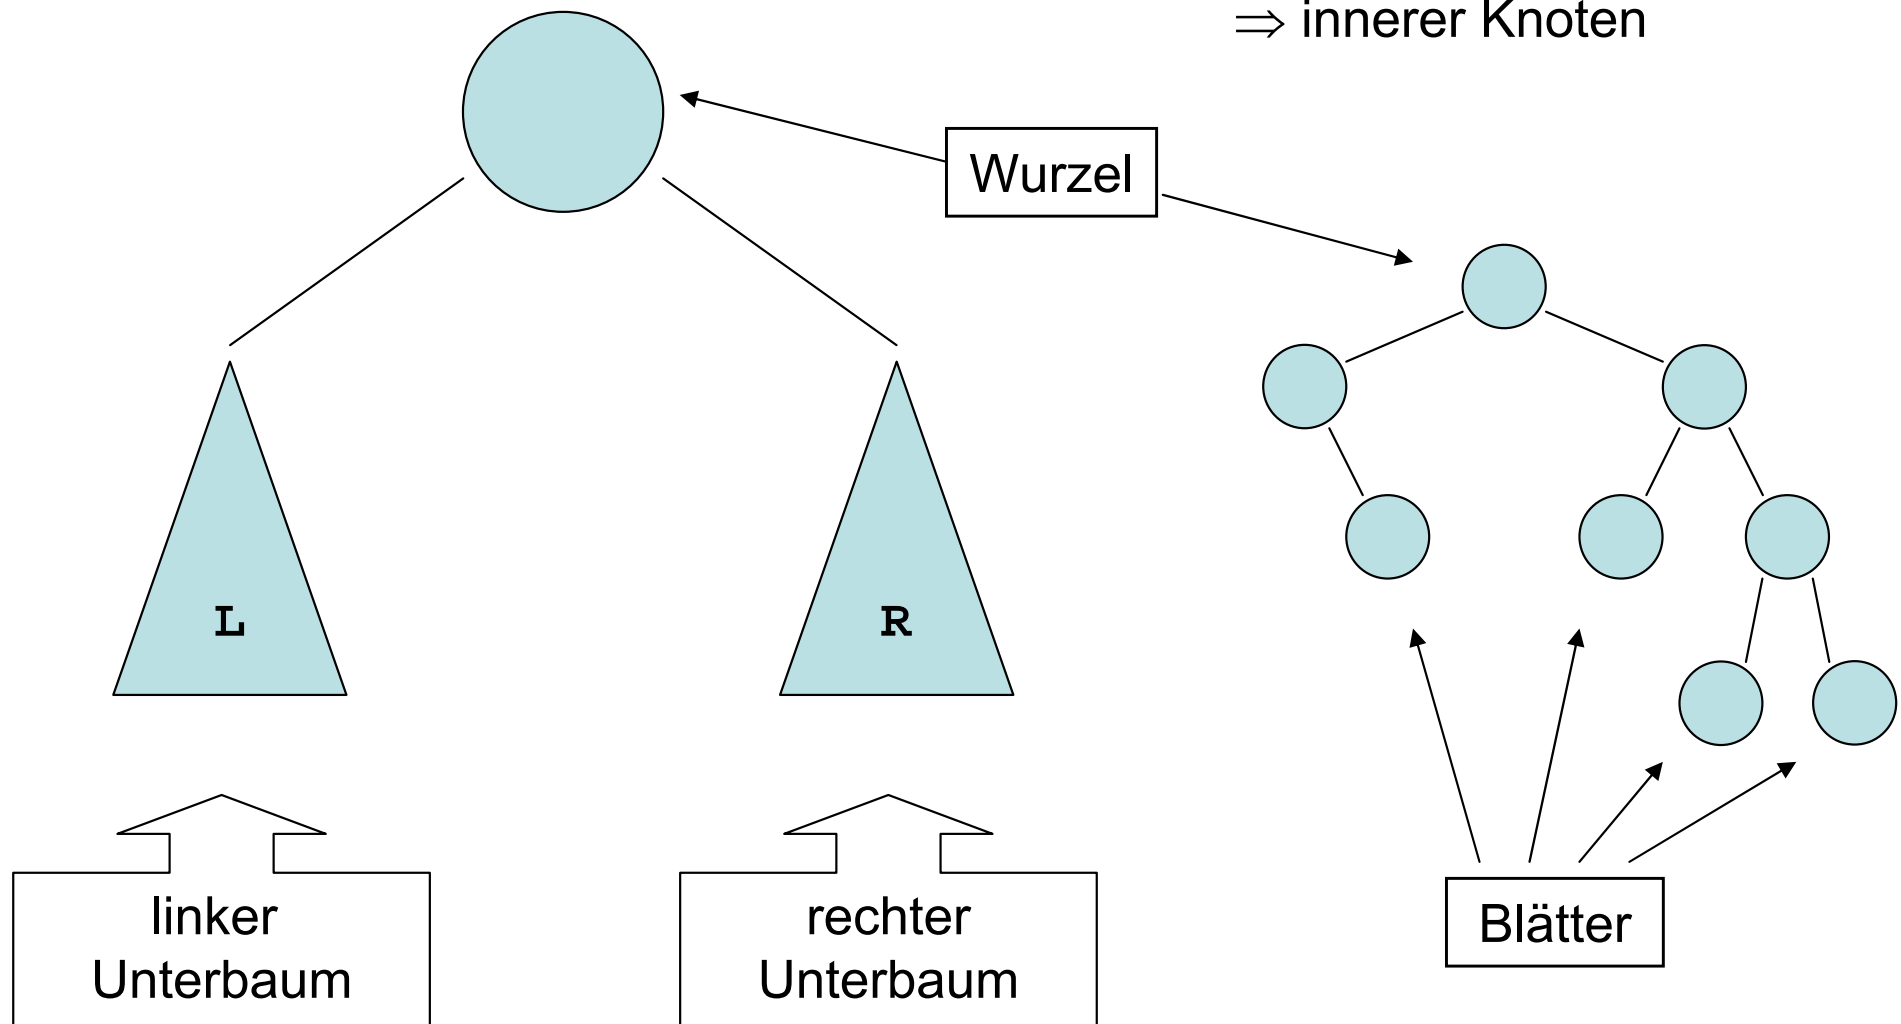 ⇒ innerer Knoten
Wurzel
L
R
linker
Unterbaum
rechter
Unterbaum
Blätter